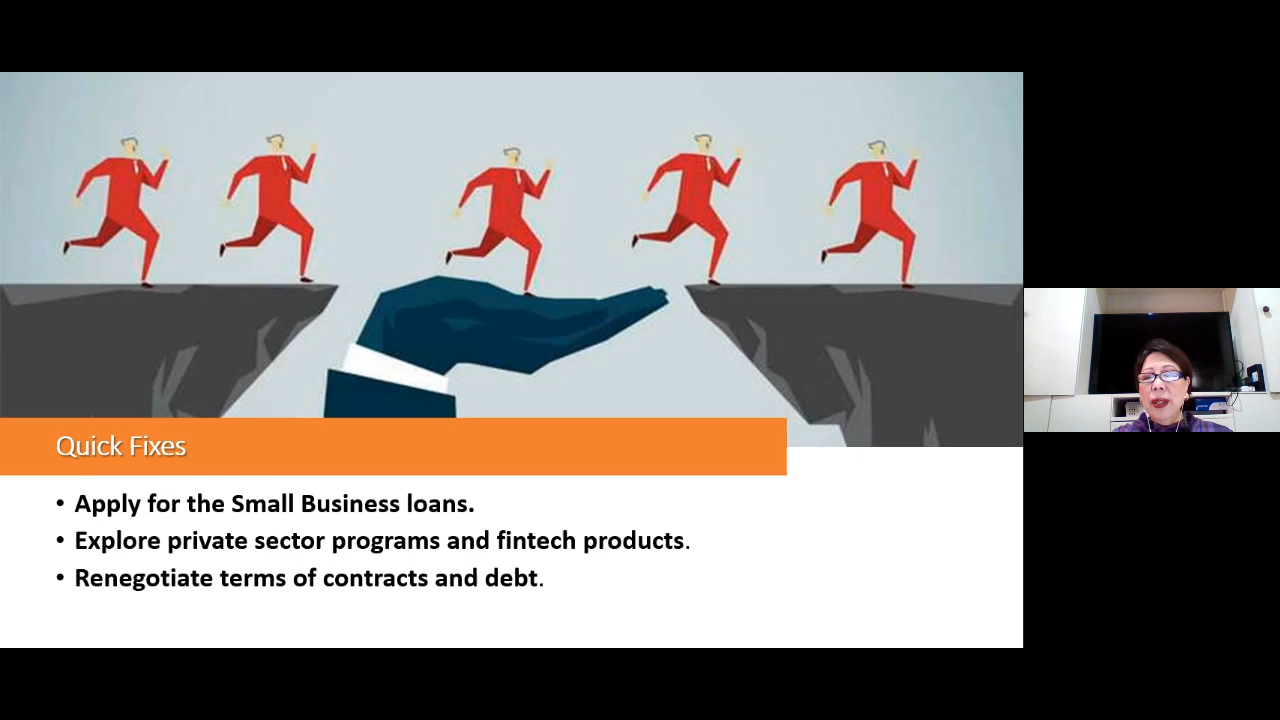 Quick Fixes
• Apply for the Small Business loans.
• Explore private sector programs and fintech products.
• Renegotiate terms of contracts and debt.